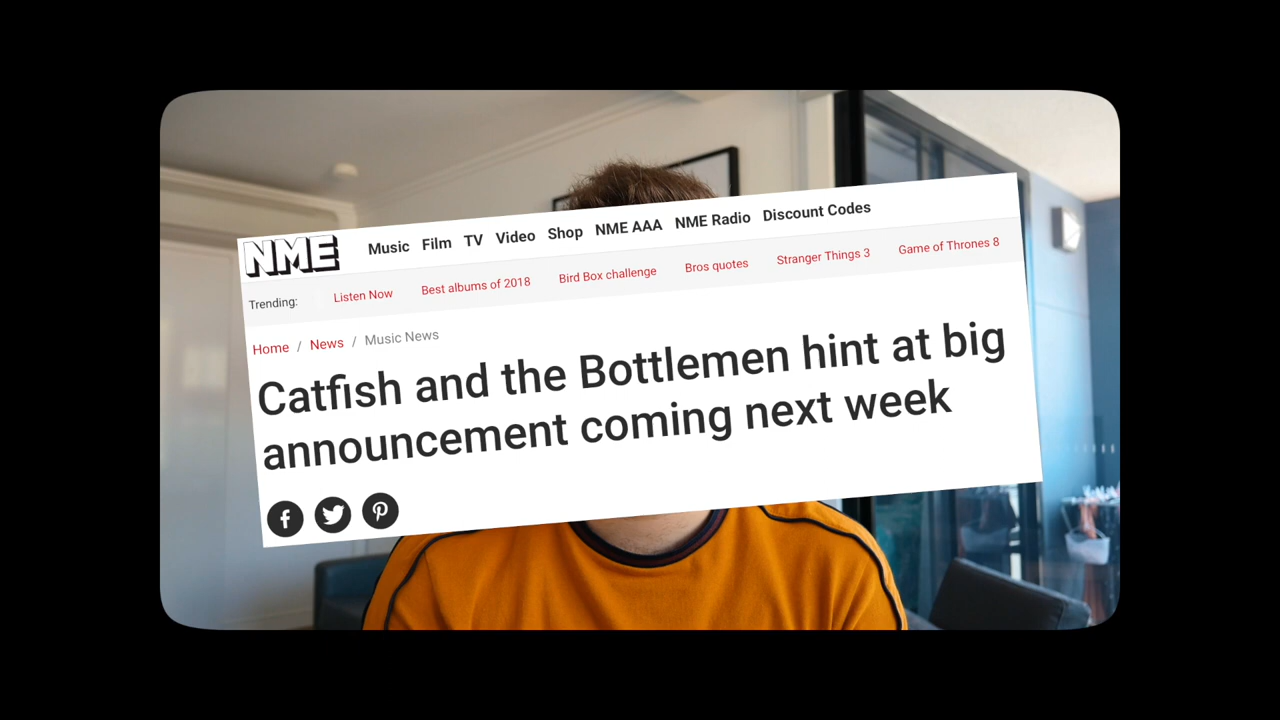 NME Music Film TV Video Shop NME AAA NME Radio Discount Codes
Trending: Listen Now Best albums of 2018 Bird Box challenge Bros quotes Stranger Things 3 Game of Thrones 8
Home / News / Music News
Catfish and the Bottlemen hint at big
announcement coming next week